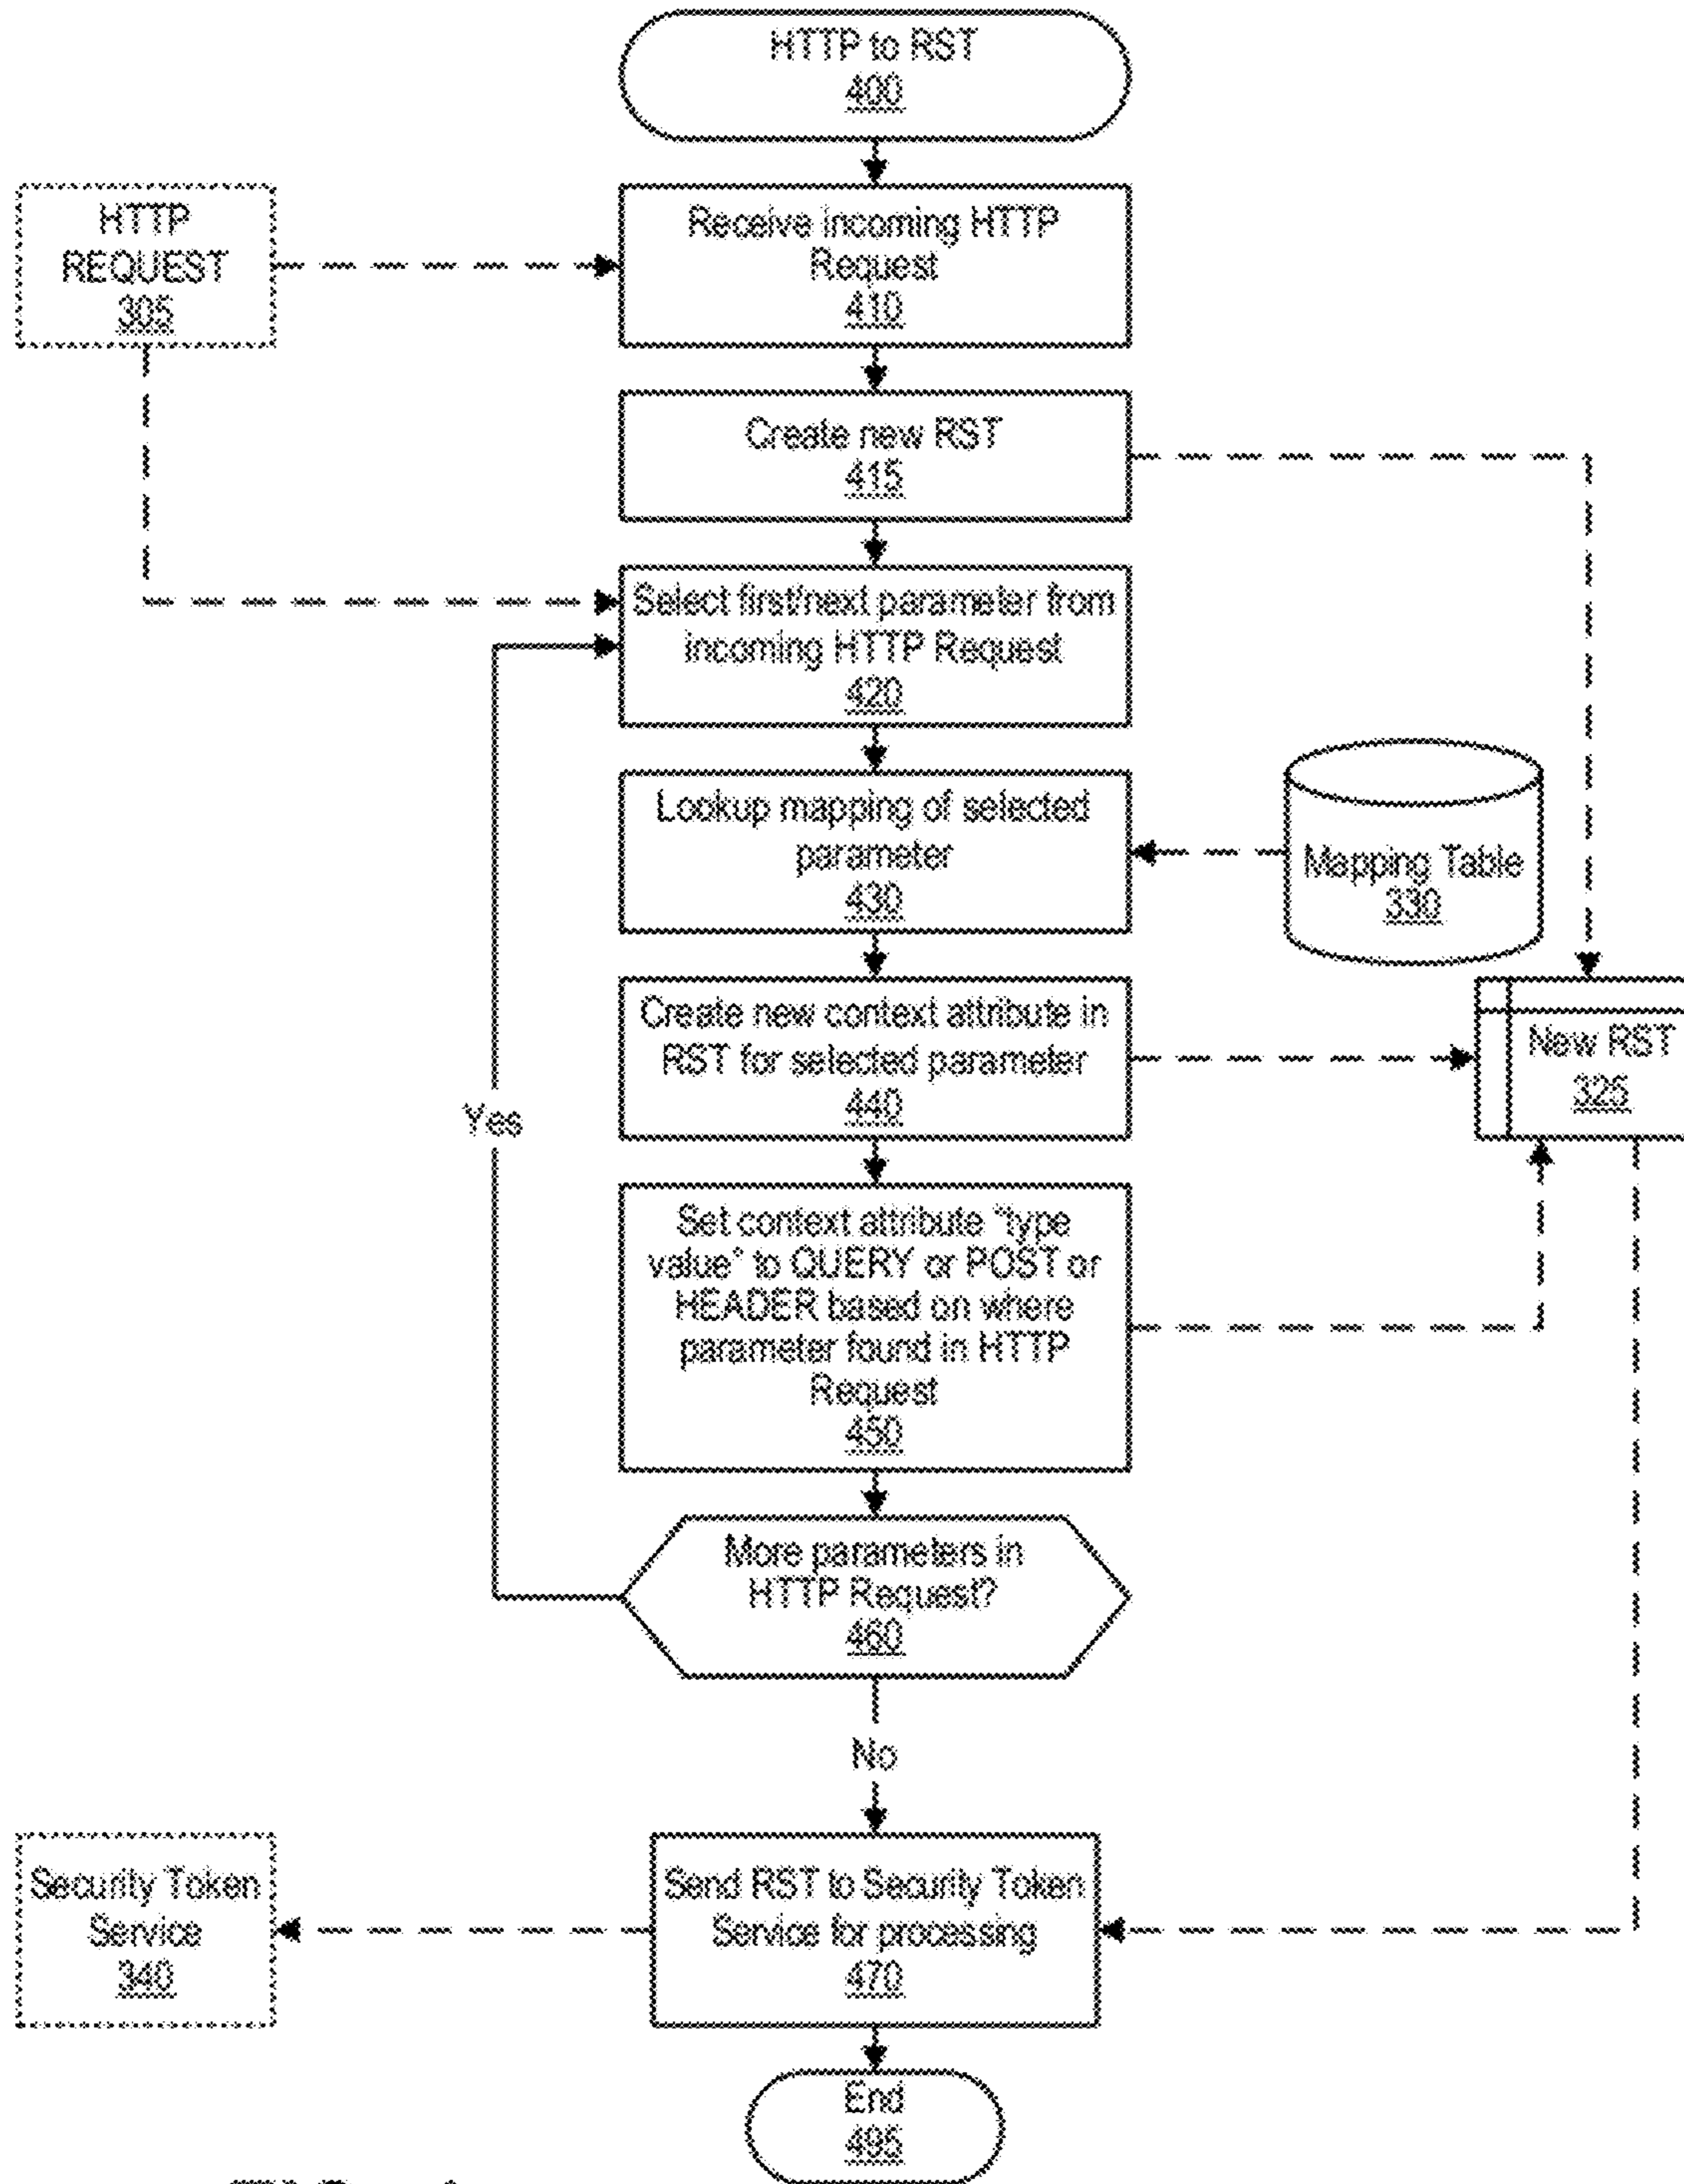 HTTP to RST
400
HTTP
REQUEST
305
Receive incoming HTTP
Request
410
Create new RST
415
Select first/next parameter from
incoming HTTP Request
420
Lookup mapping of selected
parameter
430
Mapping Table
330
Create new context attribute in
RST for selected parameter
440
New RST
325
Yes
Set context attribute "type
value" to QUERY or POST or
HEADER based on where
parameter found in HTTP
Request
450
More parameters in
HTTP Request?
460
No
Security Token
Service
340
Send RST to Security Token
Service for processing
470
End
495